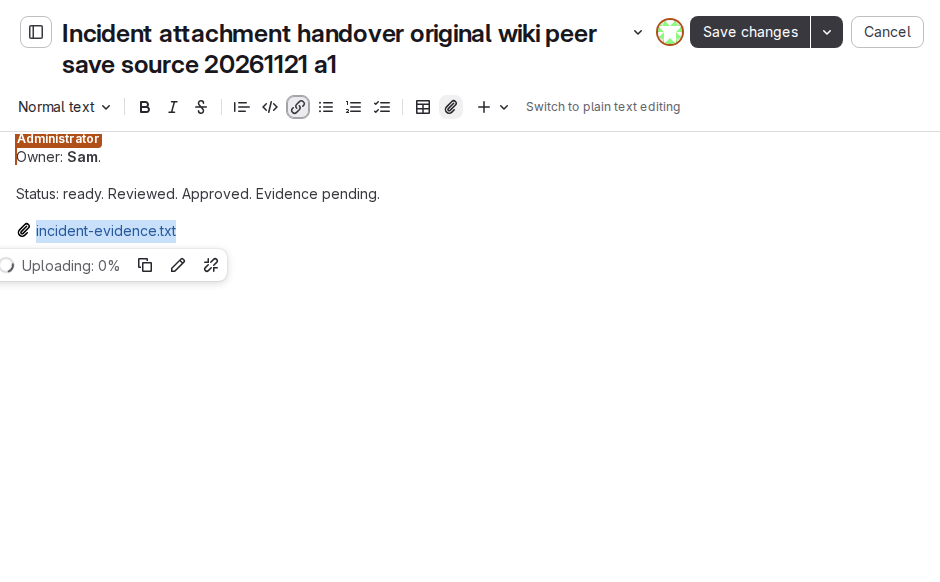 Incident attachment handover original wiki peer
save source 20261121 a1
Save changes
Cancel
Normal text
Switch to plain text editing
Administrator
Owner: Sam.
Status: ready. Reviewed. Approved. Evidence pending.
incident-evidence.txt
Uploading: 0%